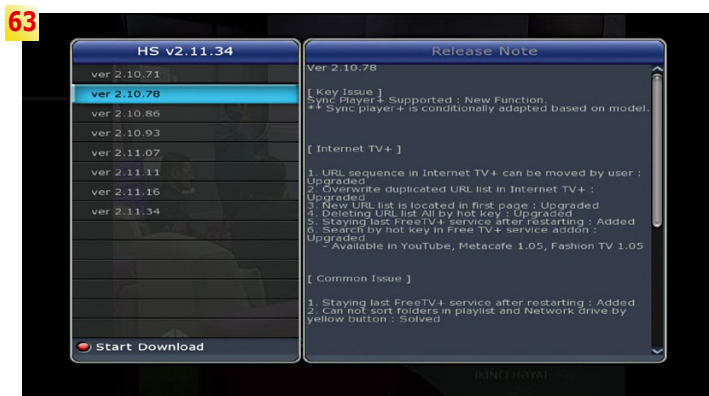 63
HS v2.11.34
ver 2.10.71
ver 2.10.78
ver 2.10.86
ver 2.10.93
ver 2.11.07
ver 2.11.11
ver 2.11.16
ver 2.11.34
Start Download
Release Note
Ver 2.10.78
[ Key Issue ]
Sync Player+ Supported : New Function.
** Sync player+ is conditionally adapted based on model.
[ Internet TV+ ]
1. URL sequence in Internet TV+ can be moved by user :
Upgraded
2. Overwrite duplicated URL list in Internet TV+ :
Upgraded
3. New URL list is located in first page : Upgraded
4. Deleting URL list All by hot key : Upgraded
5. Staying last FreeTV+ service after restarting : Added
6. Search by hot key in Free TV+ service addon :
Upgraded
- Available in YouTube, Metacafe 1.05, Fashion TV 1.05
[ Common Issue ]
1. Staying last FreeTV+ service after restarting : Added
2. Can not sort folders in playlist and Network drive by
yellow button : Solved
IKINCI HAYAT